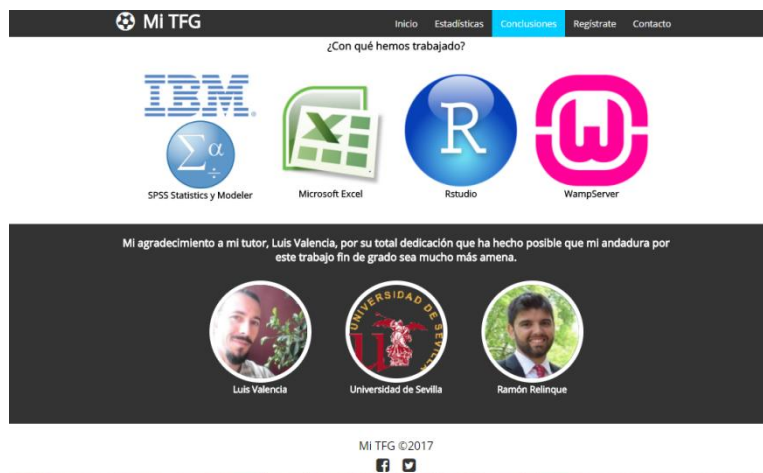 Mi TFG
Inicio Estadísticas Conclusiones Regístrate Contacto
¿Con qué hemos trabajado?
IBM.
Σ α ÷
X
R
W
SPSS Statistics y Modeler
Microsoft Excel
Rstudio
WampServer
Mi agradecimiento a mi tutor, Luis Valencia, por su total dedicación que ha hecho posible que mi andadura por
este trabajo fin de grado sea mucho más amena.
UNIVERSIDAD DE SEVILLA
Luis Valencia
Universidad de Sevilla
Ramón Relinque
Mi TFG ©2017